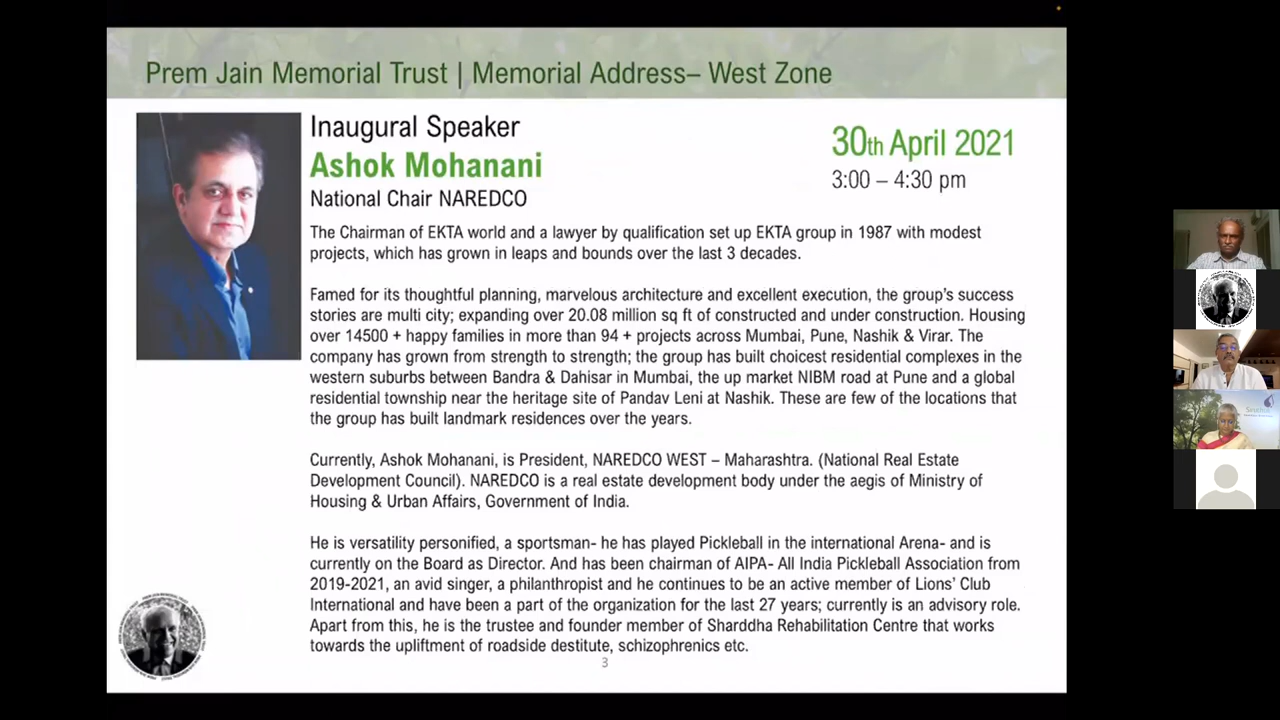 Prem Jain Memorial Trust | Memorial Address– West Zone
Inaugural Speaker
Ashok Mohanani
National Chair NAREDCO
30th April 2021
3:00 – 4:30 pm
The Chairman of EKTA world and a lawyer by qualification set up EKTA group in 1987 with modest
projects, which has grown in leaps and bounds over the last 3 decades.
Famed for its thoughtful planning, marvelous architecture and excellent execution, the group's success
stories are multi city; expanding over 20.08 million sq ft of constructed and under construction. Housing
over 14500 + happy families in more than 94 + projects across Mumbai, Pune, Nashik & Virar. The
company has grown from strength to strength; the group has built choicest residential complexes in the
western suburbs between Bandra & Dahisar in Mumbai, the up market NIBM road at Pune and a global
residential township near the heritage site of Pandav Leni at Nashik. These are few of the locations that
the group has built landmark residences over the years.
Currently, Ashok Mohanani, is President, NAREDCO WEST – Maharashtra. (National Real Estate
Development Council). NAREDCO is a real estate development body under the aegis of Ministry of
Housing & Urban Affairs, Government of India.
He is versatility personified, a sportsman- he has played Pickleball in the international Arena- and is
currently on the Board as Director. And has been chairman of AIPA- All India Pickleball Association from
2019-2021, an avid singer, a philanthropist and he continues to be an active member of Lions' Club
International and have been a part of the organization for the last 27 years; currently is an advisory role.
Apart from this, he is the trustee and founder member of Sharddha Rehabilitation Centre that works
towards the upliftment of roadside destitute, schizophrenics etc.
3